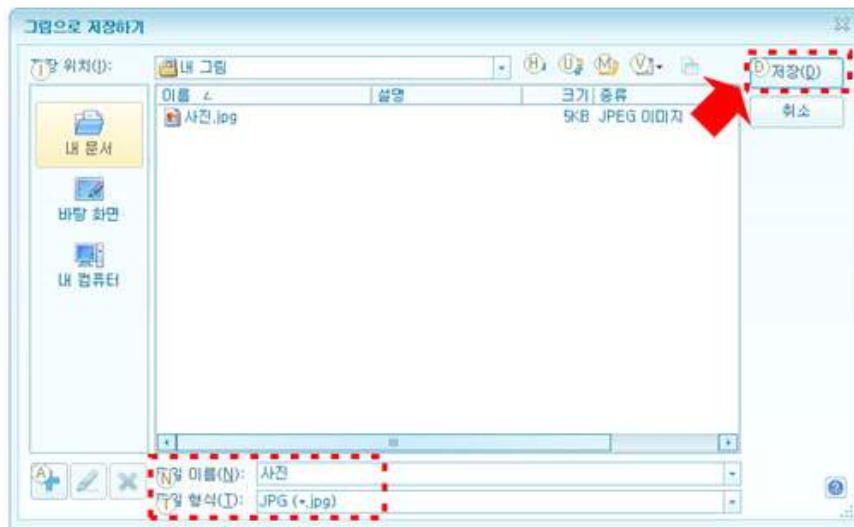 그림으로 저장하기
저장 위치(I): 내 그림 H U M V
저장(D)
취소
이름 설명 크기 종류
사진.jpg 5KB JPEG 이미지
내 문서
바탕 화면
내 컴퓨터
A
파일 이름(N): 사진
파일 형식(T): JPG (*.jpg)